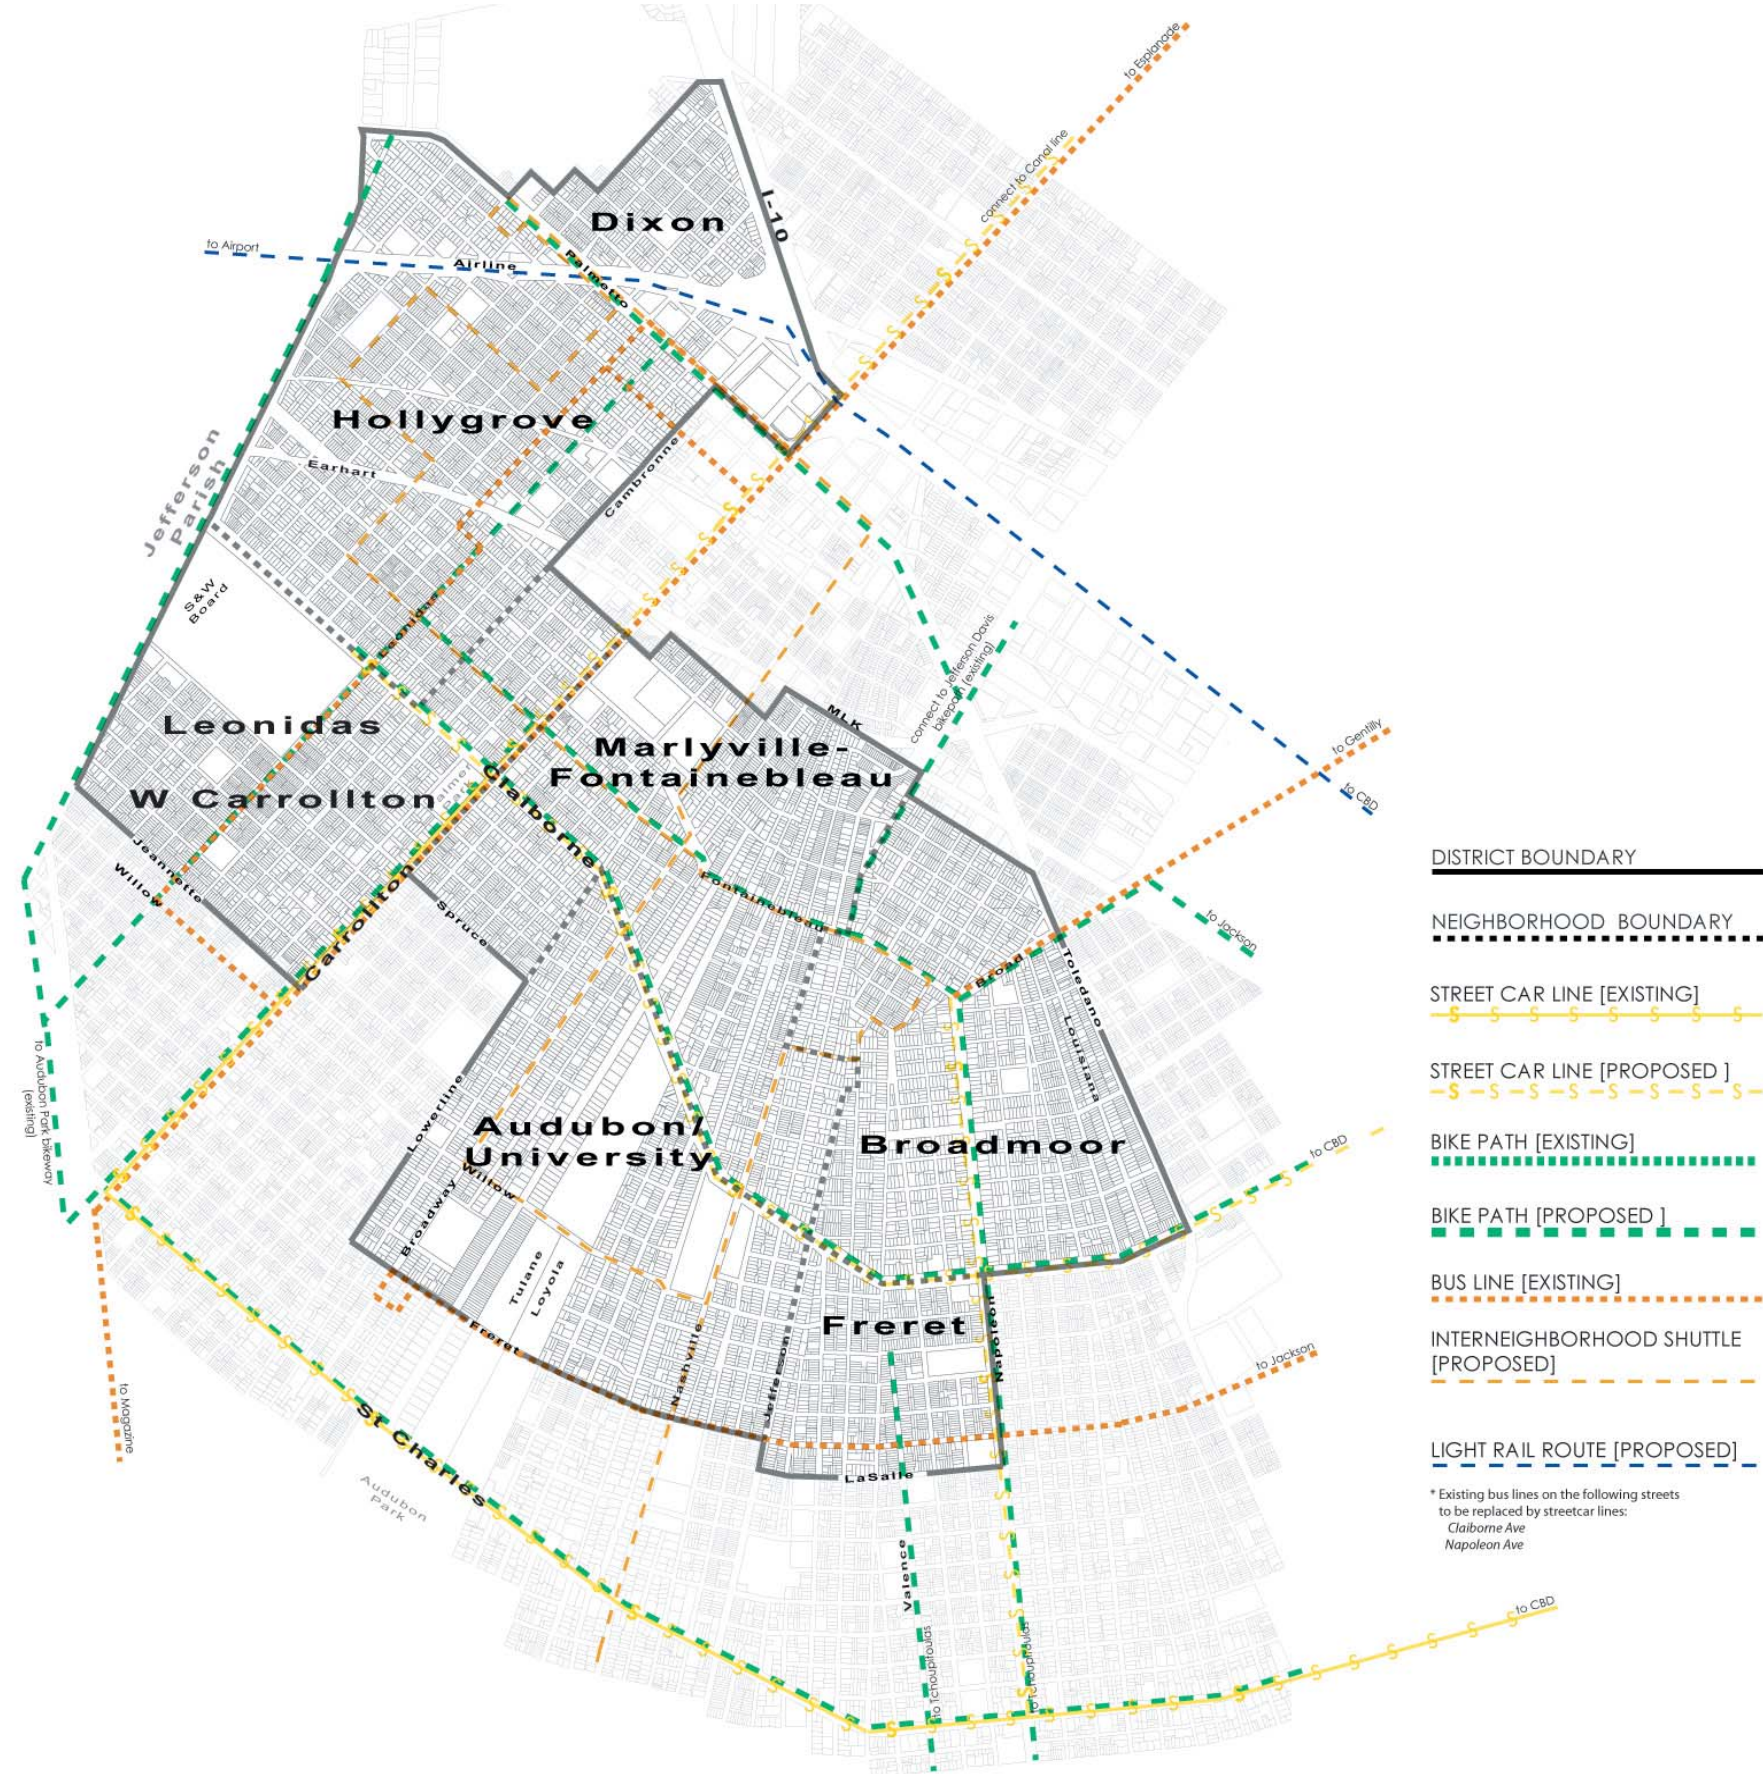 to Esplanade
connect to Canal line
I-10
Dixon
to Airport
Airline
Palmetto
Hollygrove
Earhart
Cambronne
Jefferson
Parish
S&W
Board
Leonidas
connect to Jefferson Davis
bikepath (existing)
MLK
Leonidas
W Carrollton
Palmer
Marlyville-
Fontainebleau
Claiborne
to Gentilly
to CBD
Jeannette
Willow
Carrollton
Spruce
Fontainebleau
Broad
to Jackson
Toledano
Louisiana
to Audubon Park bikeway
(existing)
Lowerline
Audubon/
University
Willow
Broadway
Broadmoor
to CBD
Tulane
Loyola
Freret
Freret
Nashville
Jefferson
Napoleon
to Jackson
to Magazine
St Charles
Audubon
Park
LaSalle
Valence
to Tchoupitoulas
to Tchoupitoulas
to CBD
DISTRICT BOUNDARY
NEIGHBORHOOD BOUNDARY
STREET CAR LINE [EXISTING]
S S S S S S S S
STREET CAR LINE [PROPOSED ]
S S S S S S S S
BIKE PATH [EXISTING]
BIKE PATH [PROPOSED ]
BUS LINE [EXISTING]
INTERNEIGHBORHOOD SHUTTLE
[PROPOSED]
LIGHT RAIL ROUTE [PROPOSED]
* Existing bus lines on the following streets
to be replaced by streetcar lines:
Claiborne Ave
Napoleon Ave